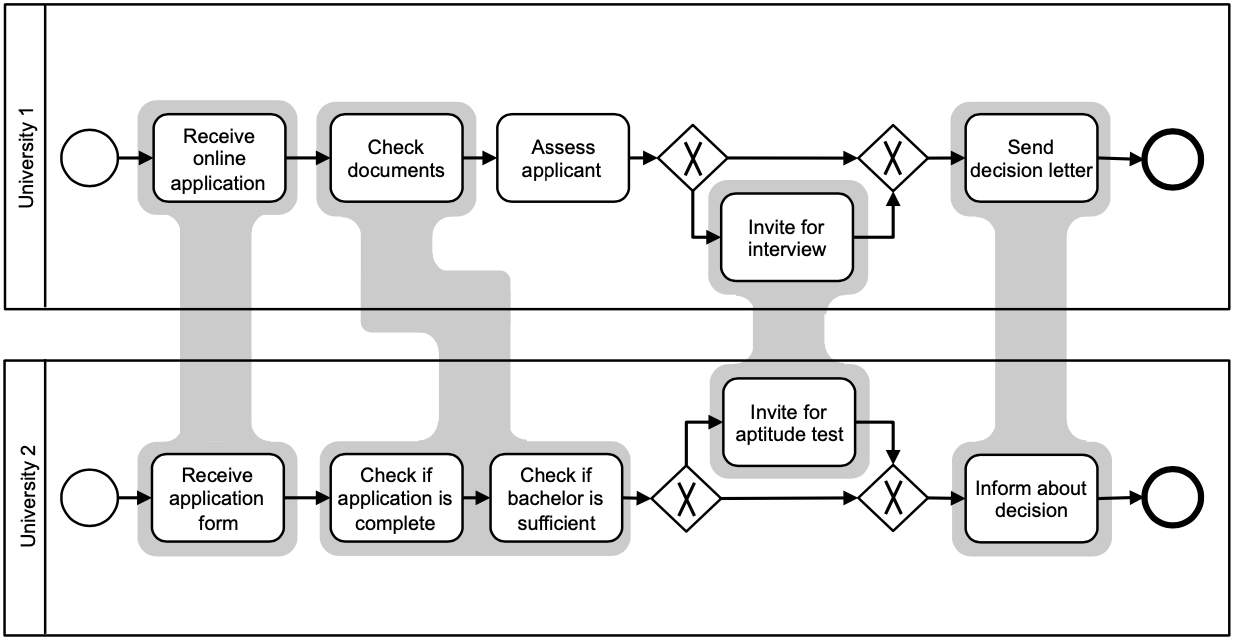 University 1
Receive
online
application
Check
documents
Assess
applicant
X
Invite for
interview
X
Send
decision letter
University 2
Receive
application
form
Check if
application is
complete
Check if
bachelor is
sufficient
X
Invite for
aptitude test
X
Inform about
decision